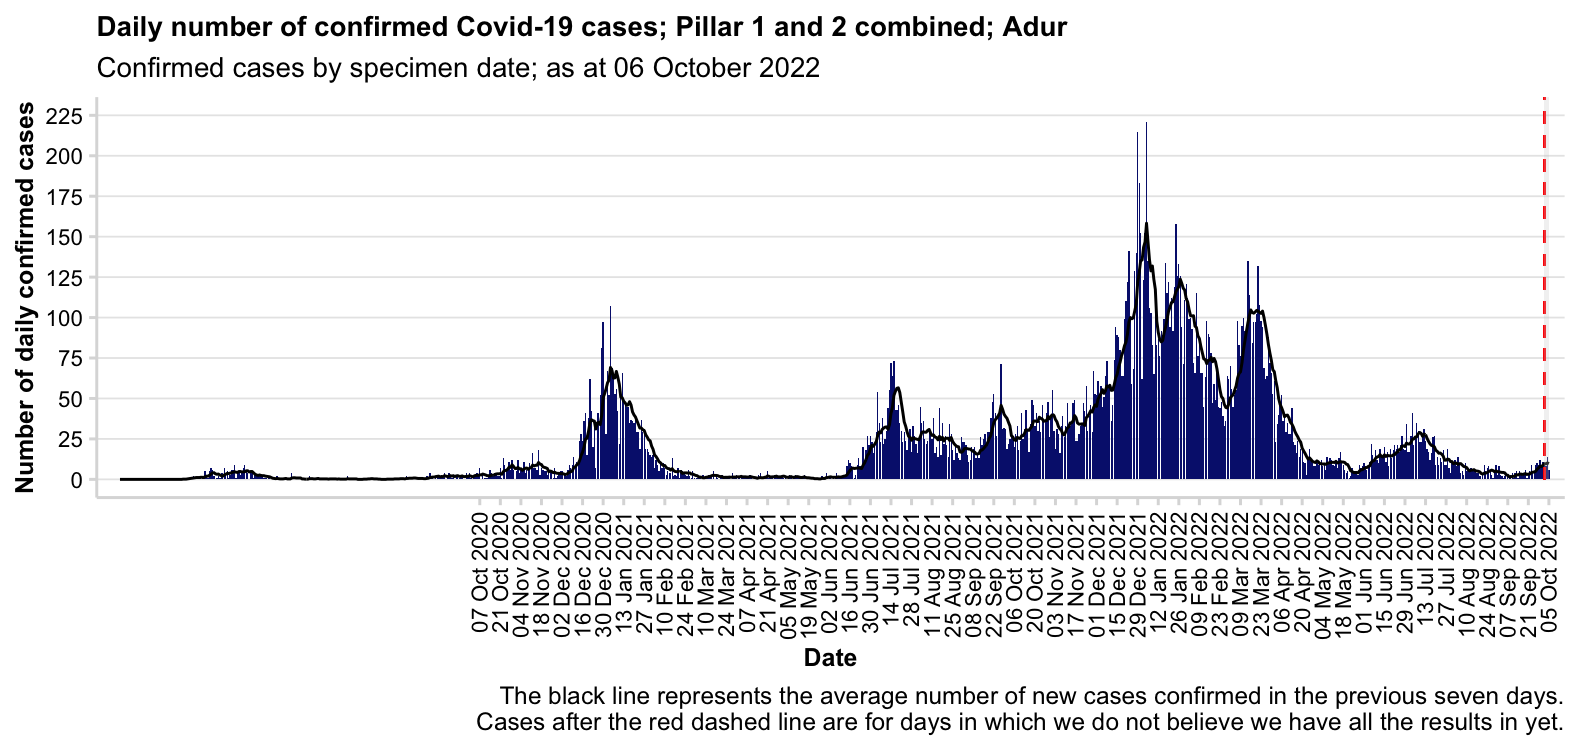 Daily number of confirmed Covid-19 cases; Pillar 1 and 2 combined; Adur
Confirmed cases by specimen date; as at 06 October 2022
Number of daily confirmed cases
225
200
175
150
125
100
75
50
25
0
07 Oct 2020
21 Oct 2020
04 Nov 2020
18 Nov 2020
02 Dec 2020
16 Dec 2020
30 Dec 2020
13 Jan 2021
27 Jan 2021
10 Feb 2021
24 Feb 2021
10 Mar 2021
24 Mar 2021
07 Apr 2021
21 Apr 2021
05 May 2021
19 May 2021
02 Jun 2021
16 Jun 2021
30 Jun 2021
14 Jul 2021
28 Jul 2021
11 Aug 2021
25 Aug 2021
08 Sep 2021
22 Sep 2021
06 Oct 2021
20 Oct 2021
03 Nov 2021
17 Nov 2021
01 Dec 2021
15 Dec 2021
29 Dec 2021
12 Jan 2022
26 Jan 2022
09 Feb 2022
23 Feb 2022
09 Mar 2022
23 Mar 2022
06 Apr 2022
20 Apr 2022
04 May 2022
18 May 2022
01 Jun 2022
15 Jun 2022
29 Jun 2022
13 Jul 2022
27 Jul 2022
10 Aug 2022
24 Aug 2022
07 Sep 2022
21 Sep 2022
05 Oct 2022
Date
The black line represents the average number of new cases confirmed in the previous seven days.
Cases after the red dashed line are for days in which we do not believe we have all the results in yet.